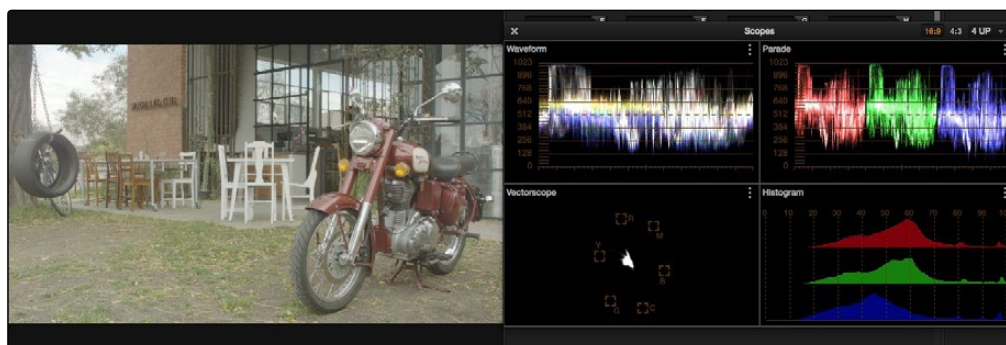 Scopes 16:9 4:3 4 UP
Waveform
1023
896
768
640
512
384
256
128
0
Parade
1023
896
768
640
512
384
256
128
0
Vectorscope
R
M
Y
B
G
C
Histogram
0 10 20 30 40 50 60 70 80 90